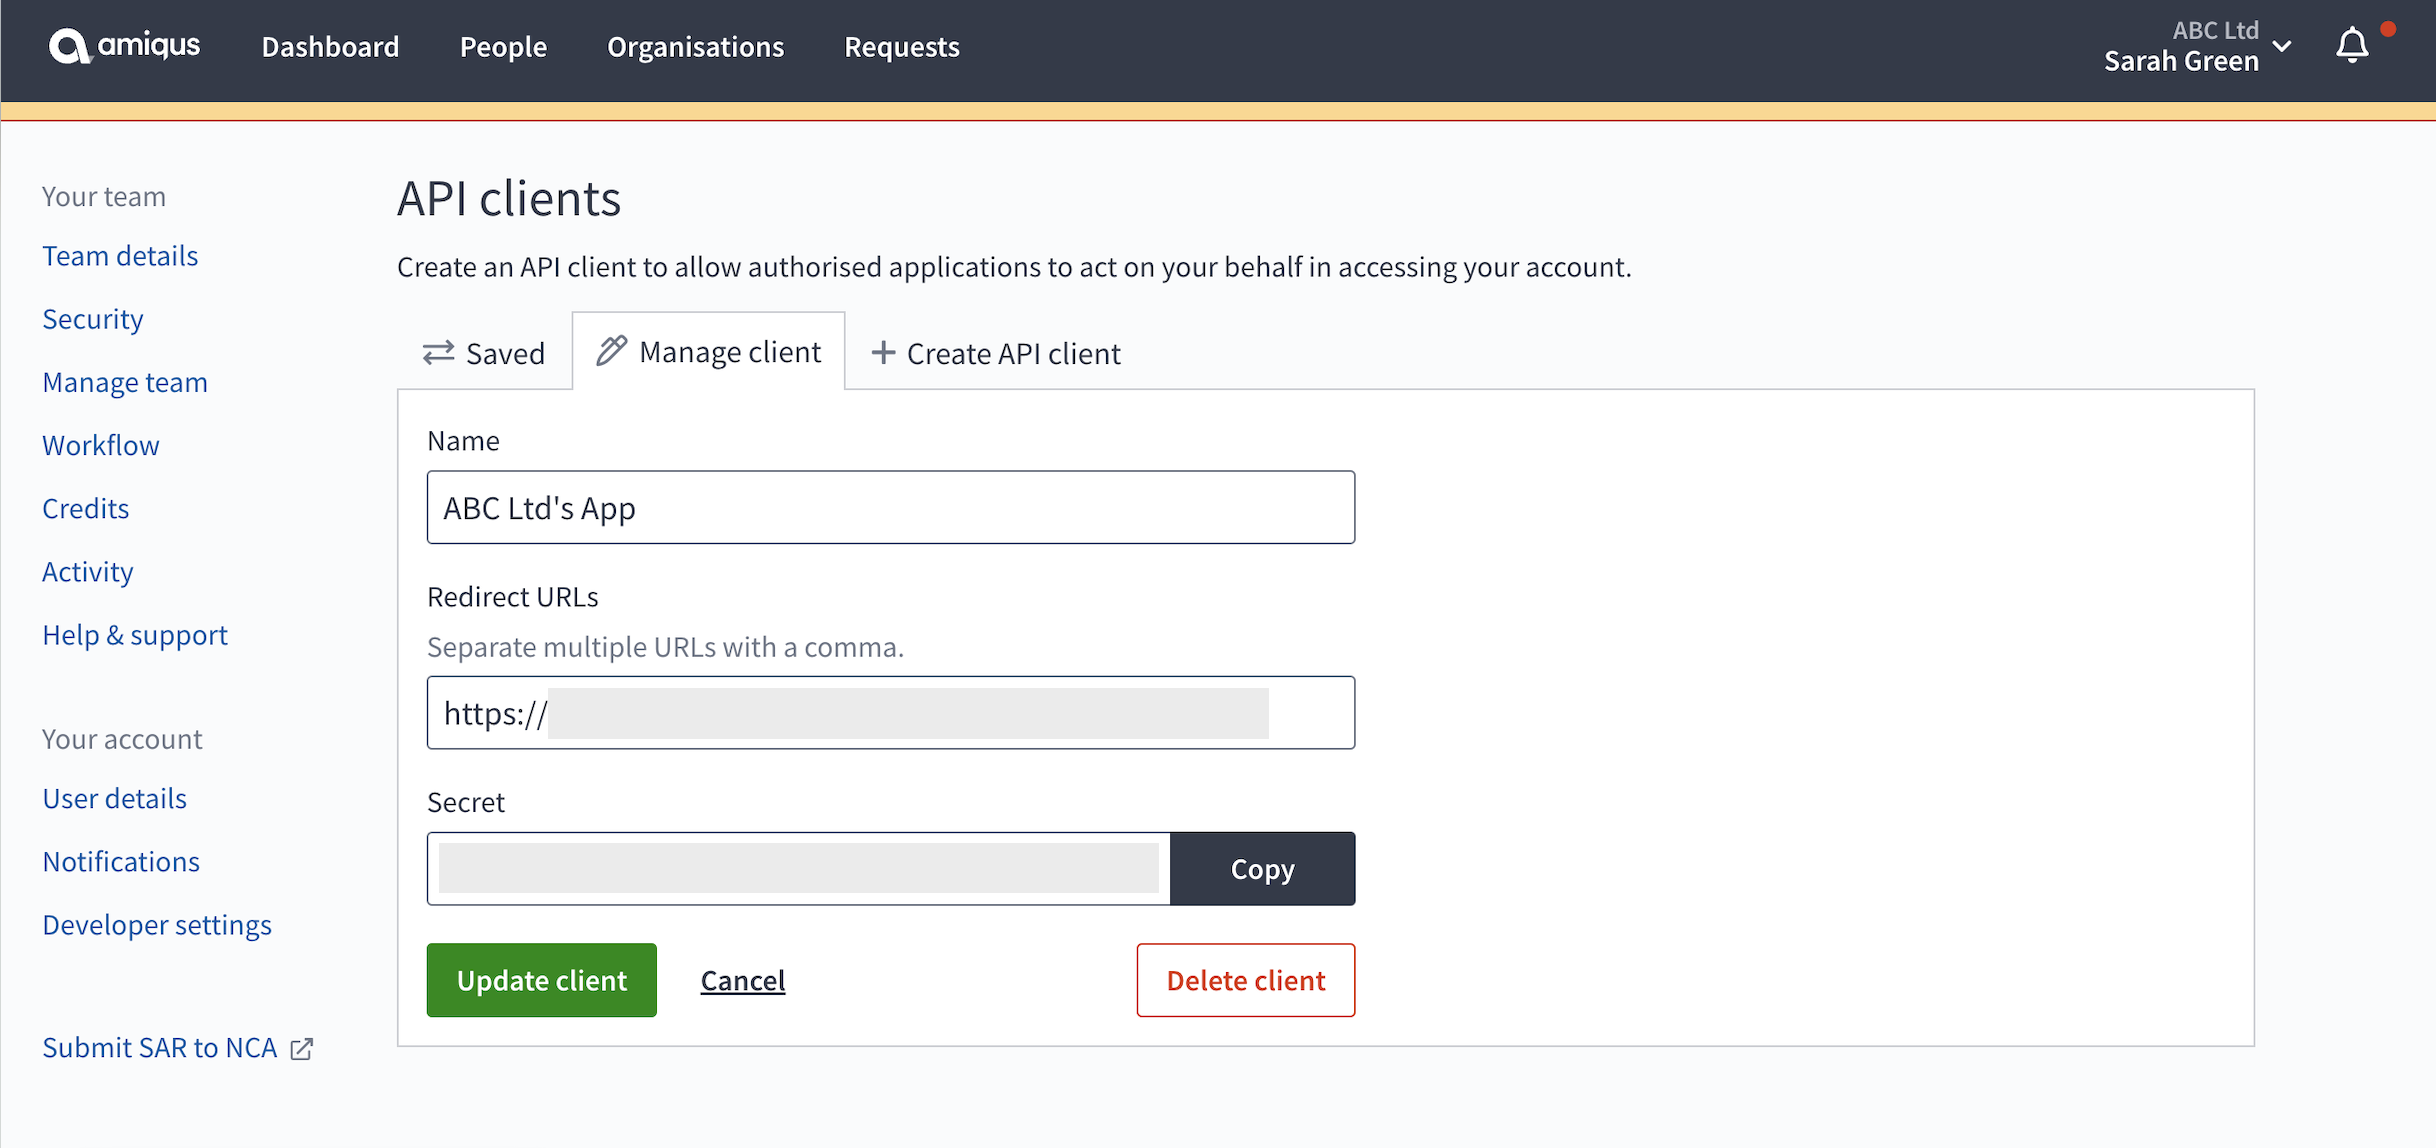 amiqus Dashboard People Organisations Requests
ABC Ltd
Sarah Green
Your team
Team details
Security
Manage team
Workflow
Credits
Activity
Help & support
Your account
User details
Notifications
Developer settings
Submit SAR to NCA
API clients
Create an API client to allow authorised applications to act on your behalf in accessing your account.
Saved Manage client Create API client
Name
ABC Ltd's App
Redirect URLs
Separate multiple URLs with a comma.
https://
Secret
Copy
Update client Cancel Delete client